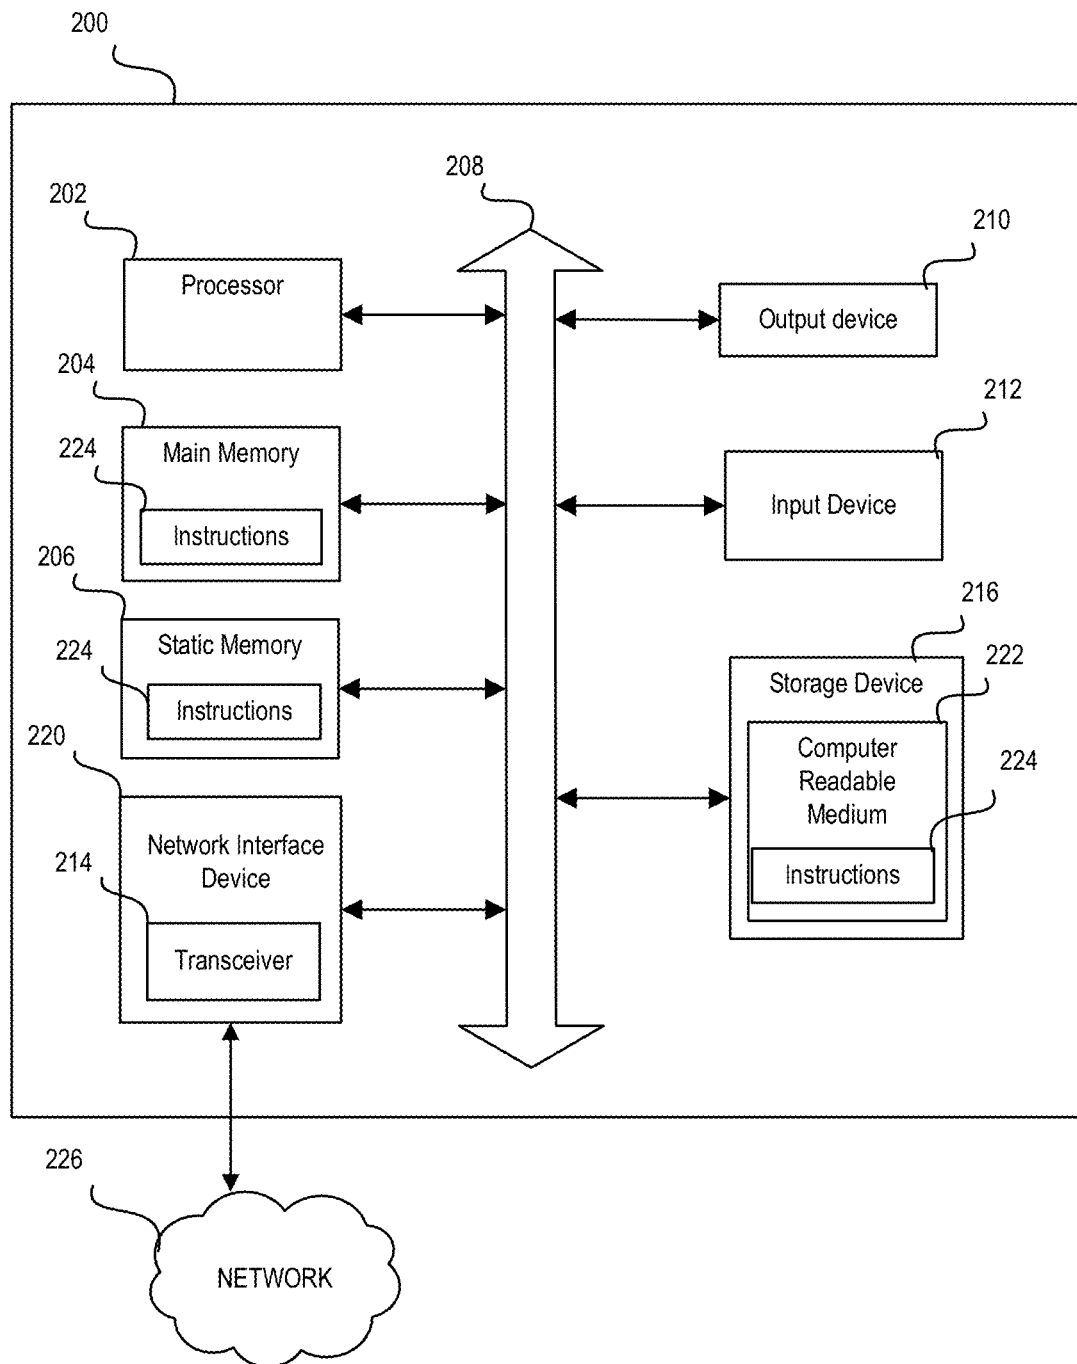 200
202
208
210
Processor
Output device
204
212
224
Main Memory
Input Device
Instructions
206
216
224
Static Memory
222
Storage Device
Instructions
220
Computer
Readable
Medium
224
Network Interface
Device
214
Instructions
Transceiver
226
NETWORK